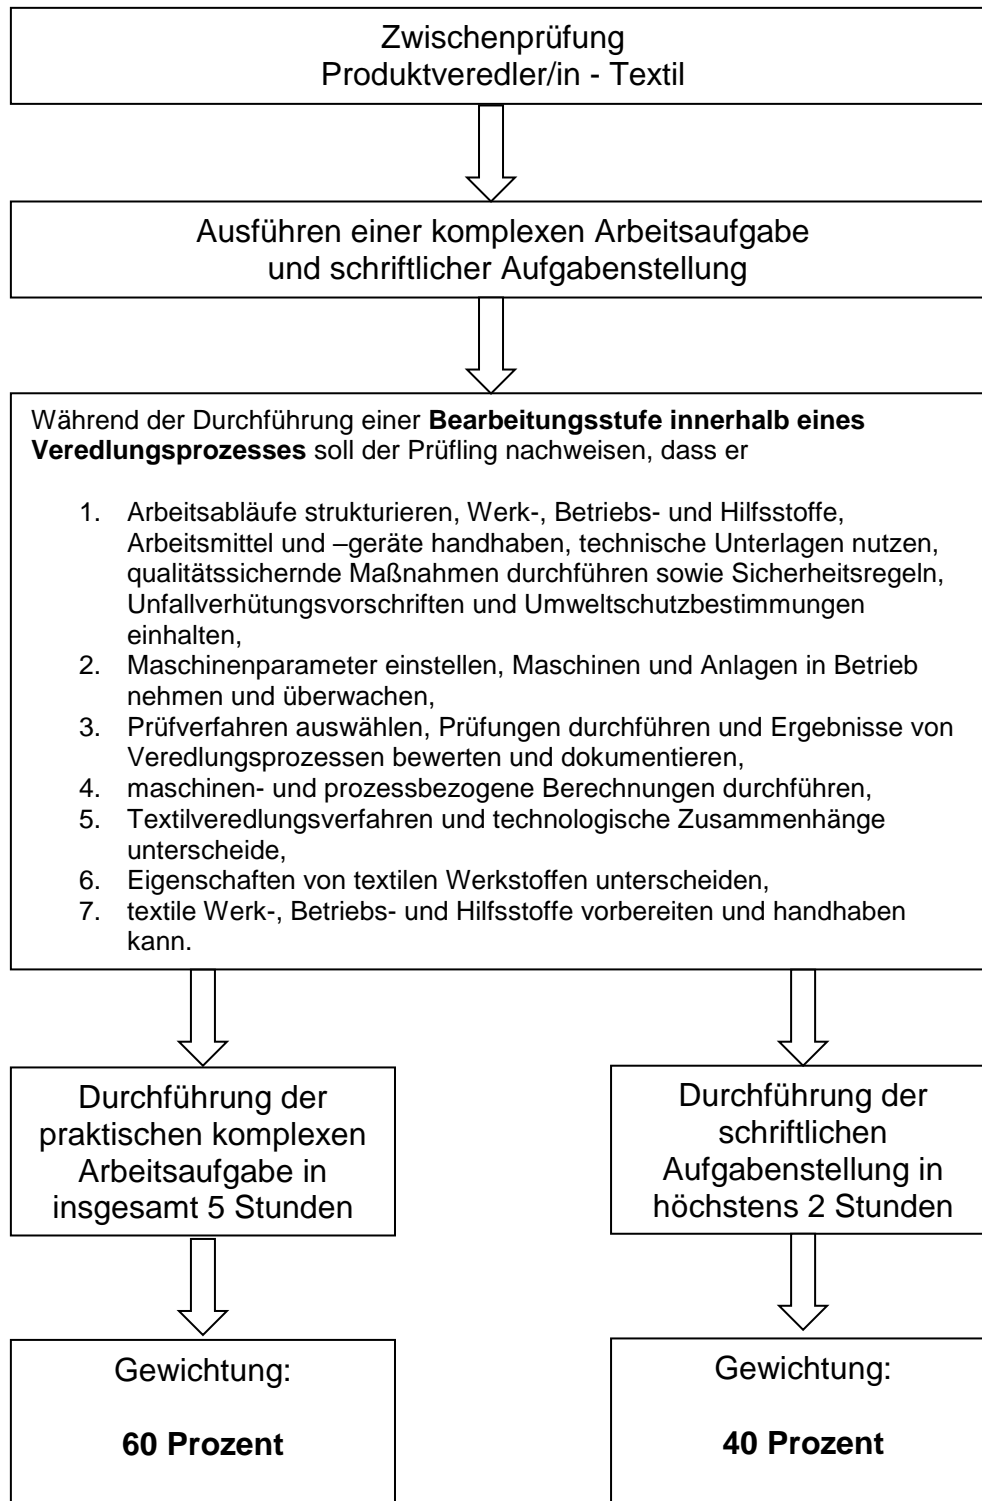 Zwischenprüfung
Produktveredler/in - Textil
Ausführen einer komplexen Arbeitsaufgabe
und schriftlicher Aufgabenstellung
Während der Durchführung einer Bearbeitungsstufe innerhalb eines
Veredlungsprozesses soll der Prüfling nachweisen, dass er
1. Arbeitsabläufe strukturieren, Werk-, Betriebs- und Hilfsstoffe,
Arbeitsmittel und –geräte handhaben, technische Unterlagen nutzen,
qualitätssichernde Maßnahmen durchführen sowie Sicherheitsregeln,
Unfallverhütungsvorschriften und Umweltschutzbestimmungen
einhalten,
2. Maschinenparameter einstellen, Maschinen und Anlagen in Betrieb
nehmen und überwachen,
3. Prüfverfahren auswählen, Prüfungen durchführen und Ergebnisse von
Veredlungsprozessen bewerten und dokumentieren,
4. maschinen- und prozessbezogene Berechnungen durchführen,
5. Textilveredlungsverfahren und technologische Zusammenhänge
unterscheide,
6. Eigenschaften von textilen Werkstoffen unterscheiden,
7. textile Werk-, Betriebs- und Hilfsstoffe vorbereiten und handhaben
kann.
Durchführung der
praktischen komplexen
Arbeitsaufgabe in
insgesamt 5 Stunden
Durchführung der
schriftlichen
Aufgabenstellung in
höchstens 2 Stunden
Gewichtung:
60 Prozent
Gewichtung:
40 Prozent